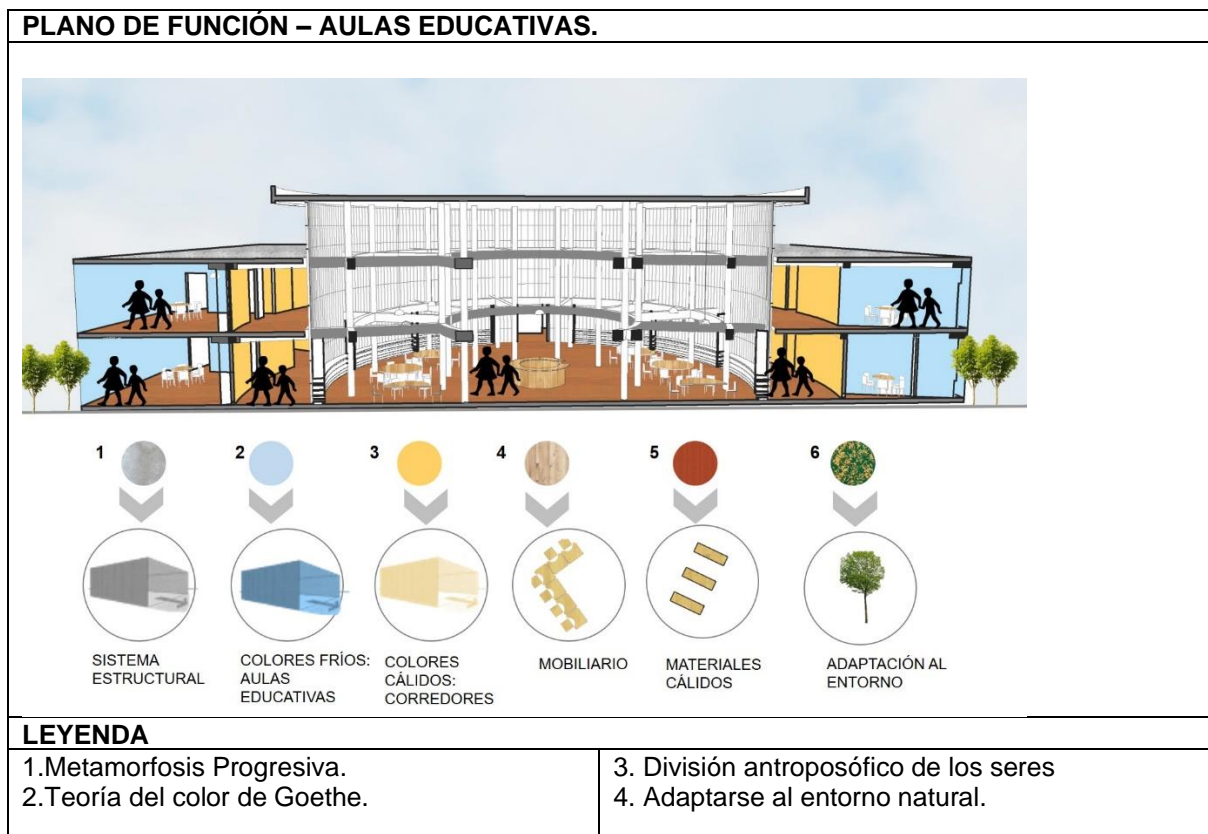 PLANO DE FUNCIÓN – AULAS EDUCATIVAS.
1 2 3 4 5 6
SISTEMA
ESTRUCTURAL
COLORES FRÍOS:
AULAS
EDUCATIVAS
COLORES
CÁLIDOS:
CORREDORES
MOBILIARIO
MATERIALES
CÁLIDOS
ADAPTACIÓN AL
ENTORNO
LEYENDA
1.Metamorfosis Progresiva.
2.Teoría del color de Goethe.
3. División antroposófico de los seres
4. Adaptarse al entorno natural.